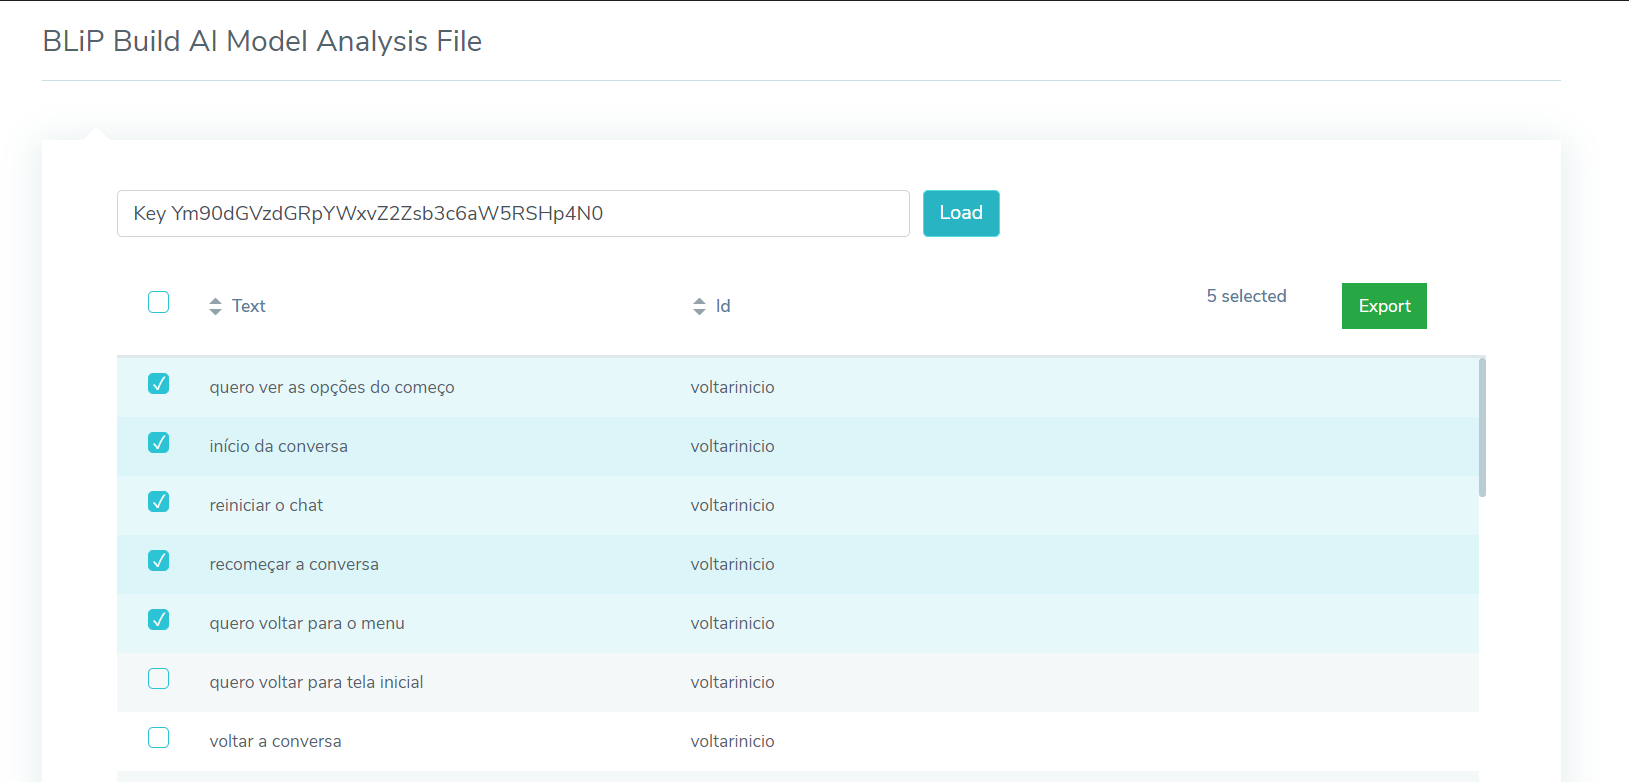 BLiP Build AI Model Analysis File
Key Ym90dGVzdGRpYWxvZ2Zsb3c6aW5RSHp4N0
Load
Text Id 5 selected Export
quero ver as opções do começo voltarinicio
início da conversa voltarinicio
reiniciar o chat voltarinicio
recomeçar a conversa voltarinicio
quero voltar para o menu voltarinicio
quero voltar para tela inicial voltarinicio
voltar a conversa voltarinicio